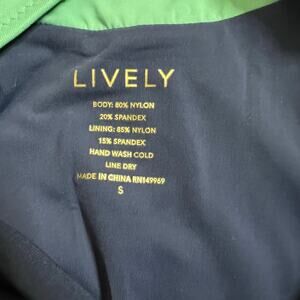 LIVELY
BODY: 80% NYLON
20% SPANDEX
LINING: 85% NYLON
15% SPANDEX
HAND WASH COLD
LINE DRY
MADE IN CHINA RN149969
S